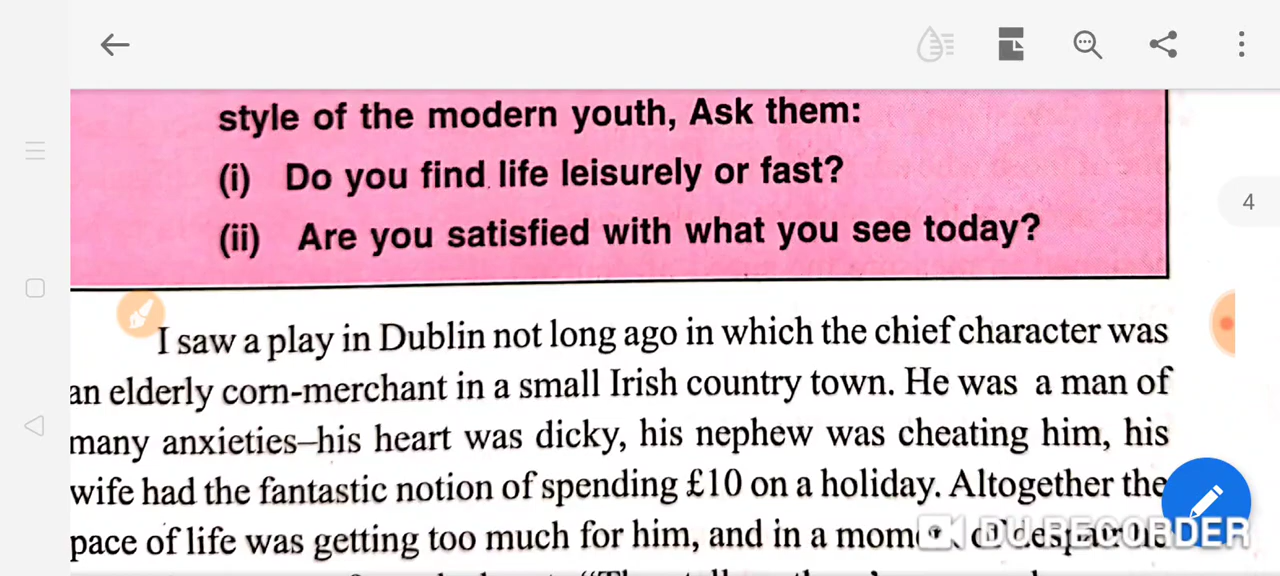 4
style of the modern youth, Ask them:
(i) Do you find life leisurely or fast?
(ii) Are you satisfied with what you see today?
I saw a play in Dublin not long ago in which the chief character was
an elderly corn-merchant in a small Irish country town. He was a man of
many anxieties–his heart was dicky, his nephew was cheating him, his
wife had the fantastic notion of spending £10 on a holiday. Altogether the
pace of life was getting too much for him, and in a
DU RECORDER